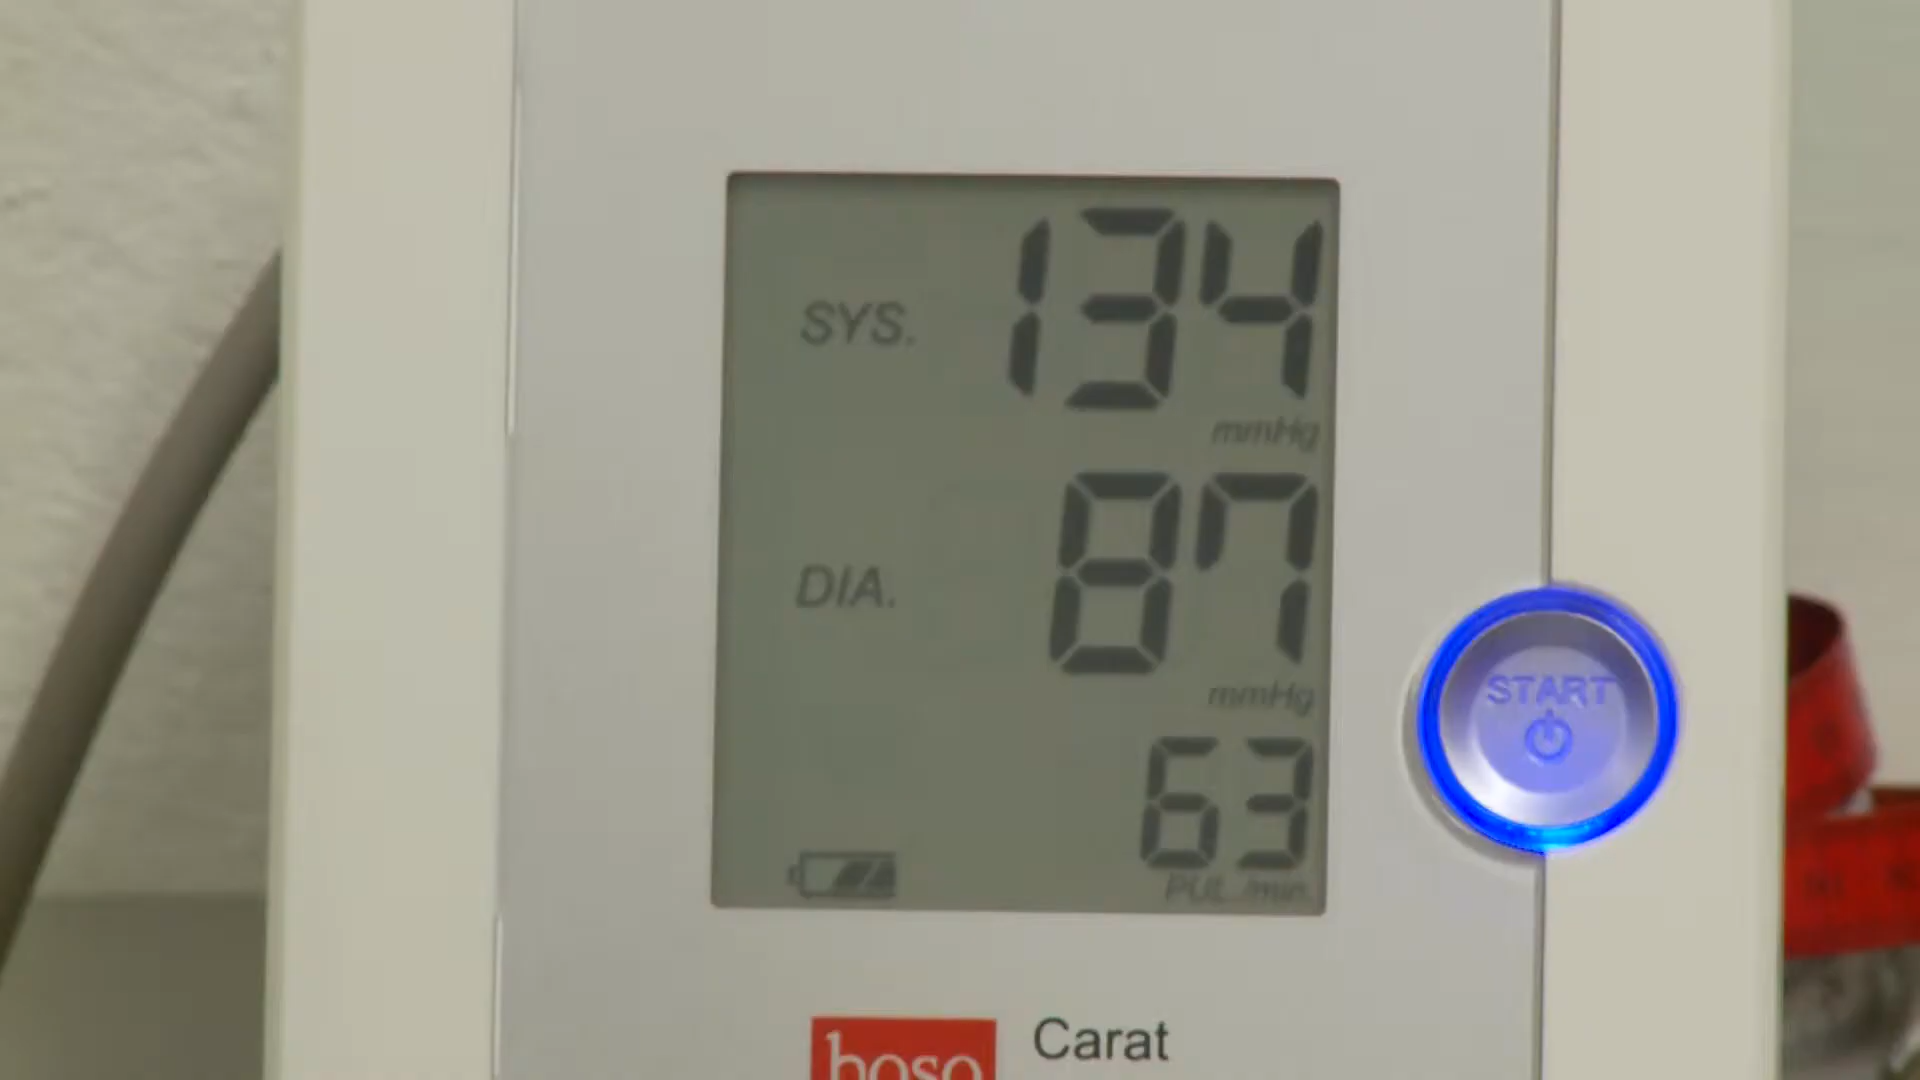 SYS. 134
mmHg
DIA. 87
mmHg
63
PUL./min.
START
boso Carat